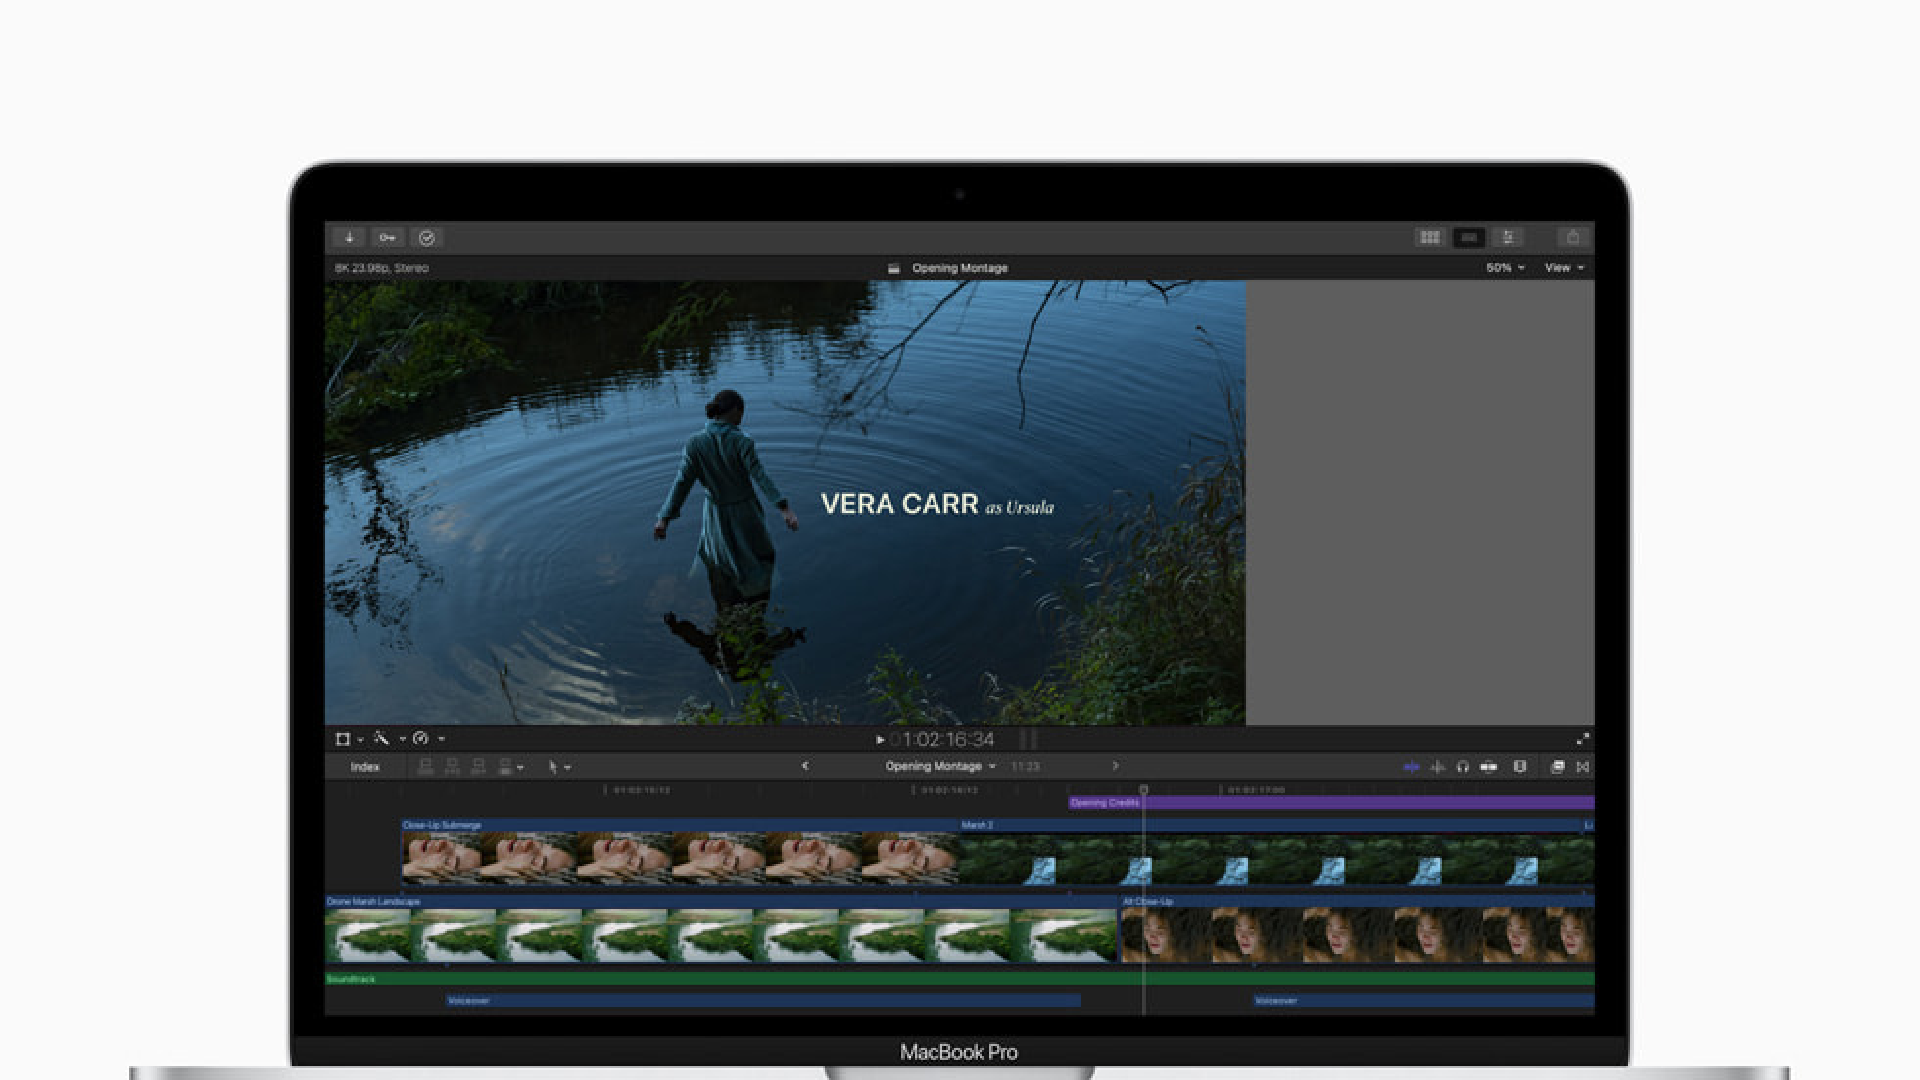 8K 23.98p, Stereo
Opening Montage
50%
View
VERA CARR as Ursula
01:02:16:34
Index
Opening Montage
11:23
Opening Credits
Close-Up Submerge
Marsh 2
Drone Marsh Landscape
Alt Close-Up
Soundtrack
Voiceover
Voiceover
MacBook Pro